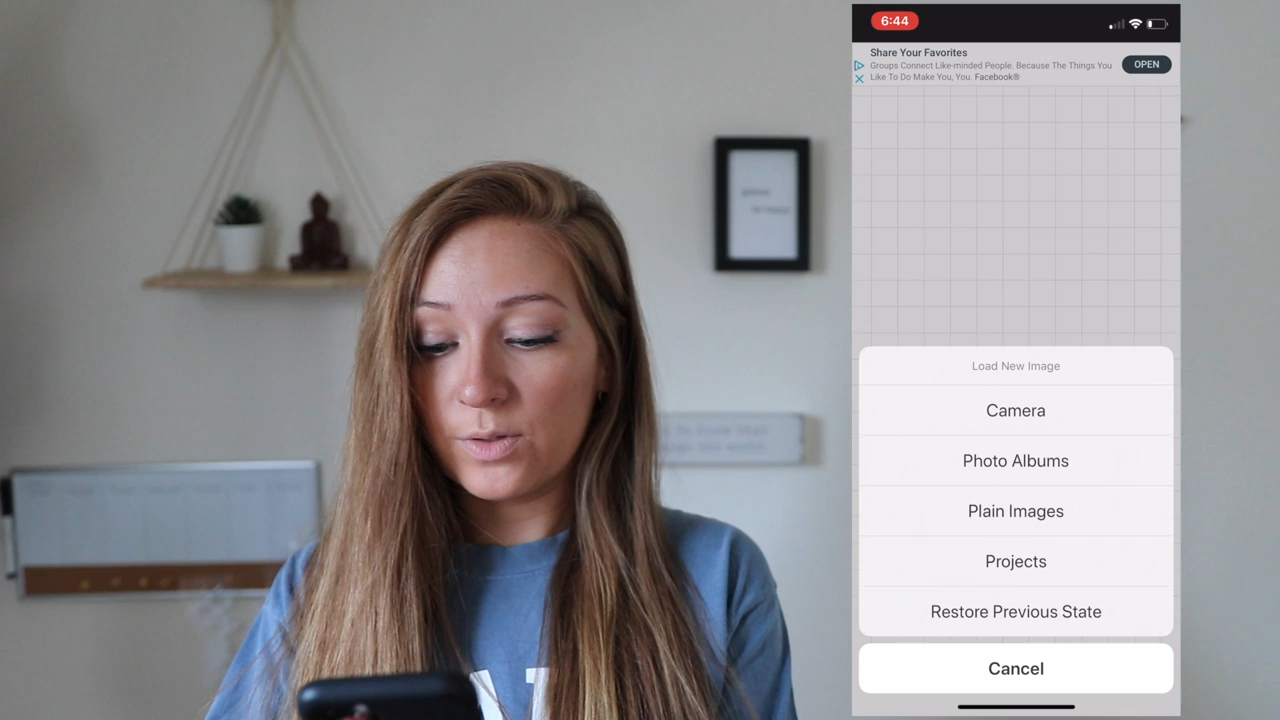 6:44
Share Your Favorites
Groups Connect Like-minded People. Because The Things You
Like To Do Make You, You. Facebook®
OPEN
Load New Image
Camera
Photo Albums
Plain Images
Projects
Restore Previous State
Cancel